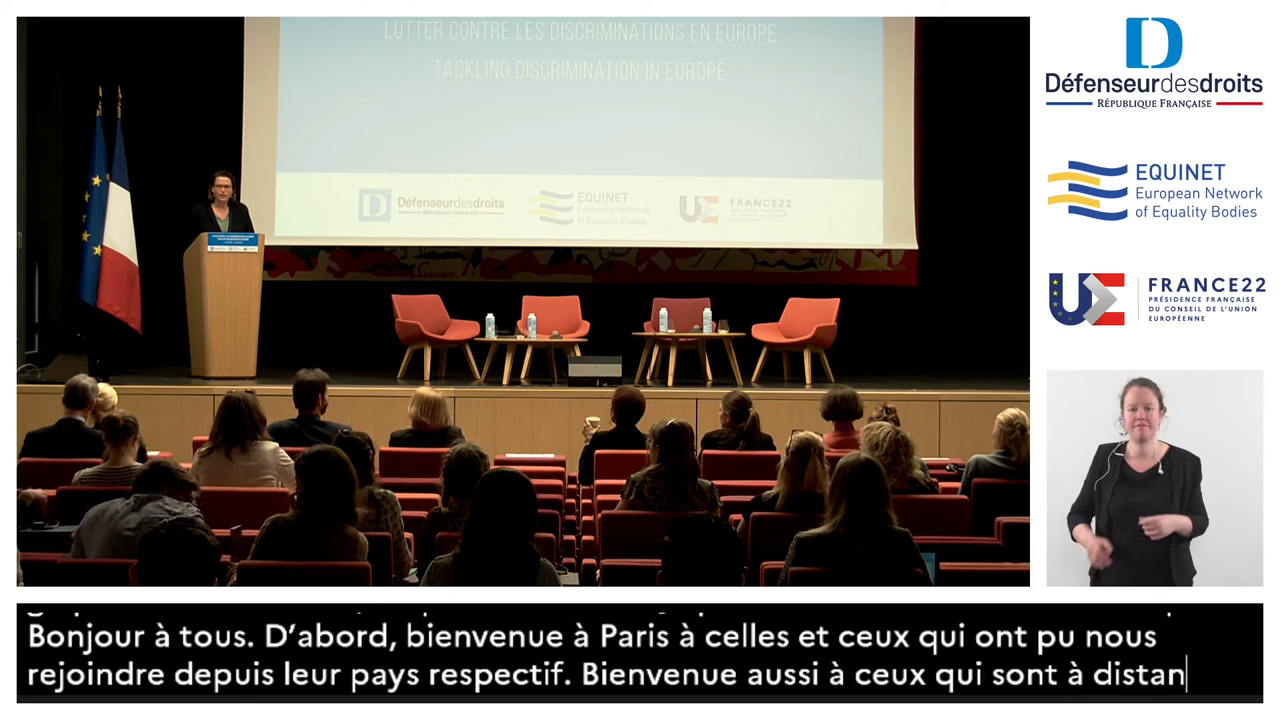 LUTTER CONTRE LES DISCRIMINATIONS EN EUROPE
TACKLING DISCRIMINATION IN EUROPE
Défenseurdesdroits
RÉPUBLIQUE FRANÇAISE
EQUINET
European Network
of Equality Bodies
FRANCE22
Défenseurdesdroits
RÉPUBLIQUE FRANÇAISE
EQUINET
European Network
of Equality Bodies
UE
FRANCE22
PRÉSIDENCE FRANÇAISE
DU CONSEIL DE L'UNION
EUROPÉENNE
Bonjour à tous. D'abord, bienvenue à Paris à celles et ceux qui ont pu nous
rejoindre depuis leur pays respectif. Bienvenue aussi à ceux qui sont à distan